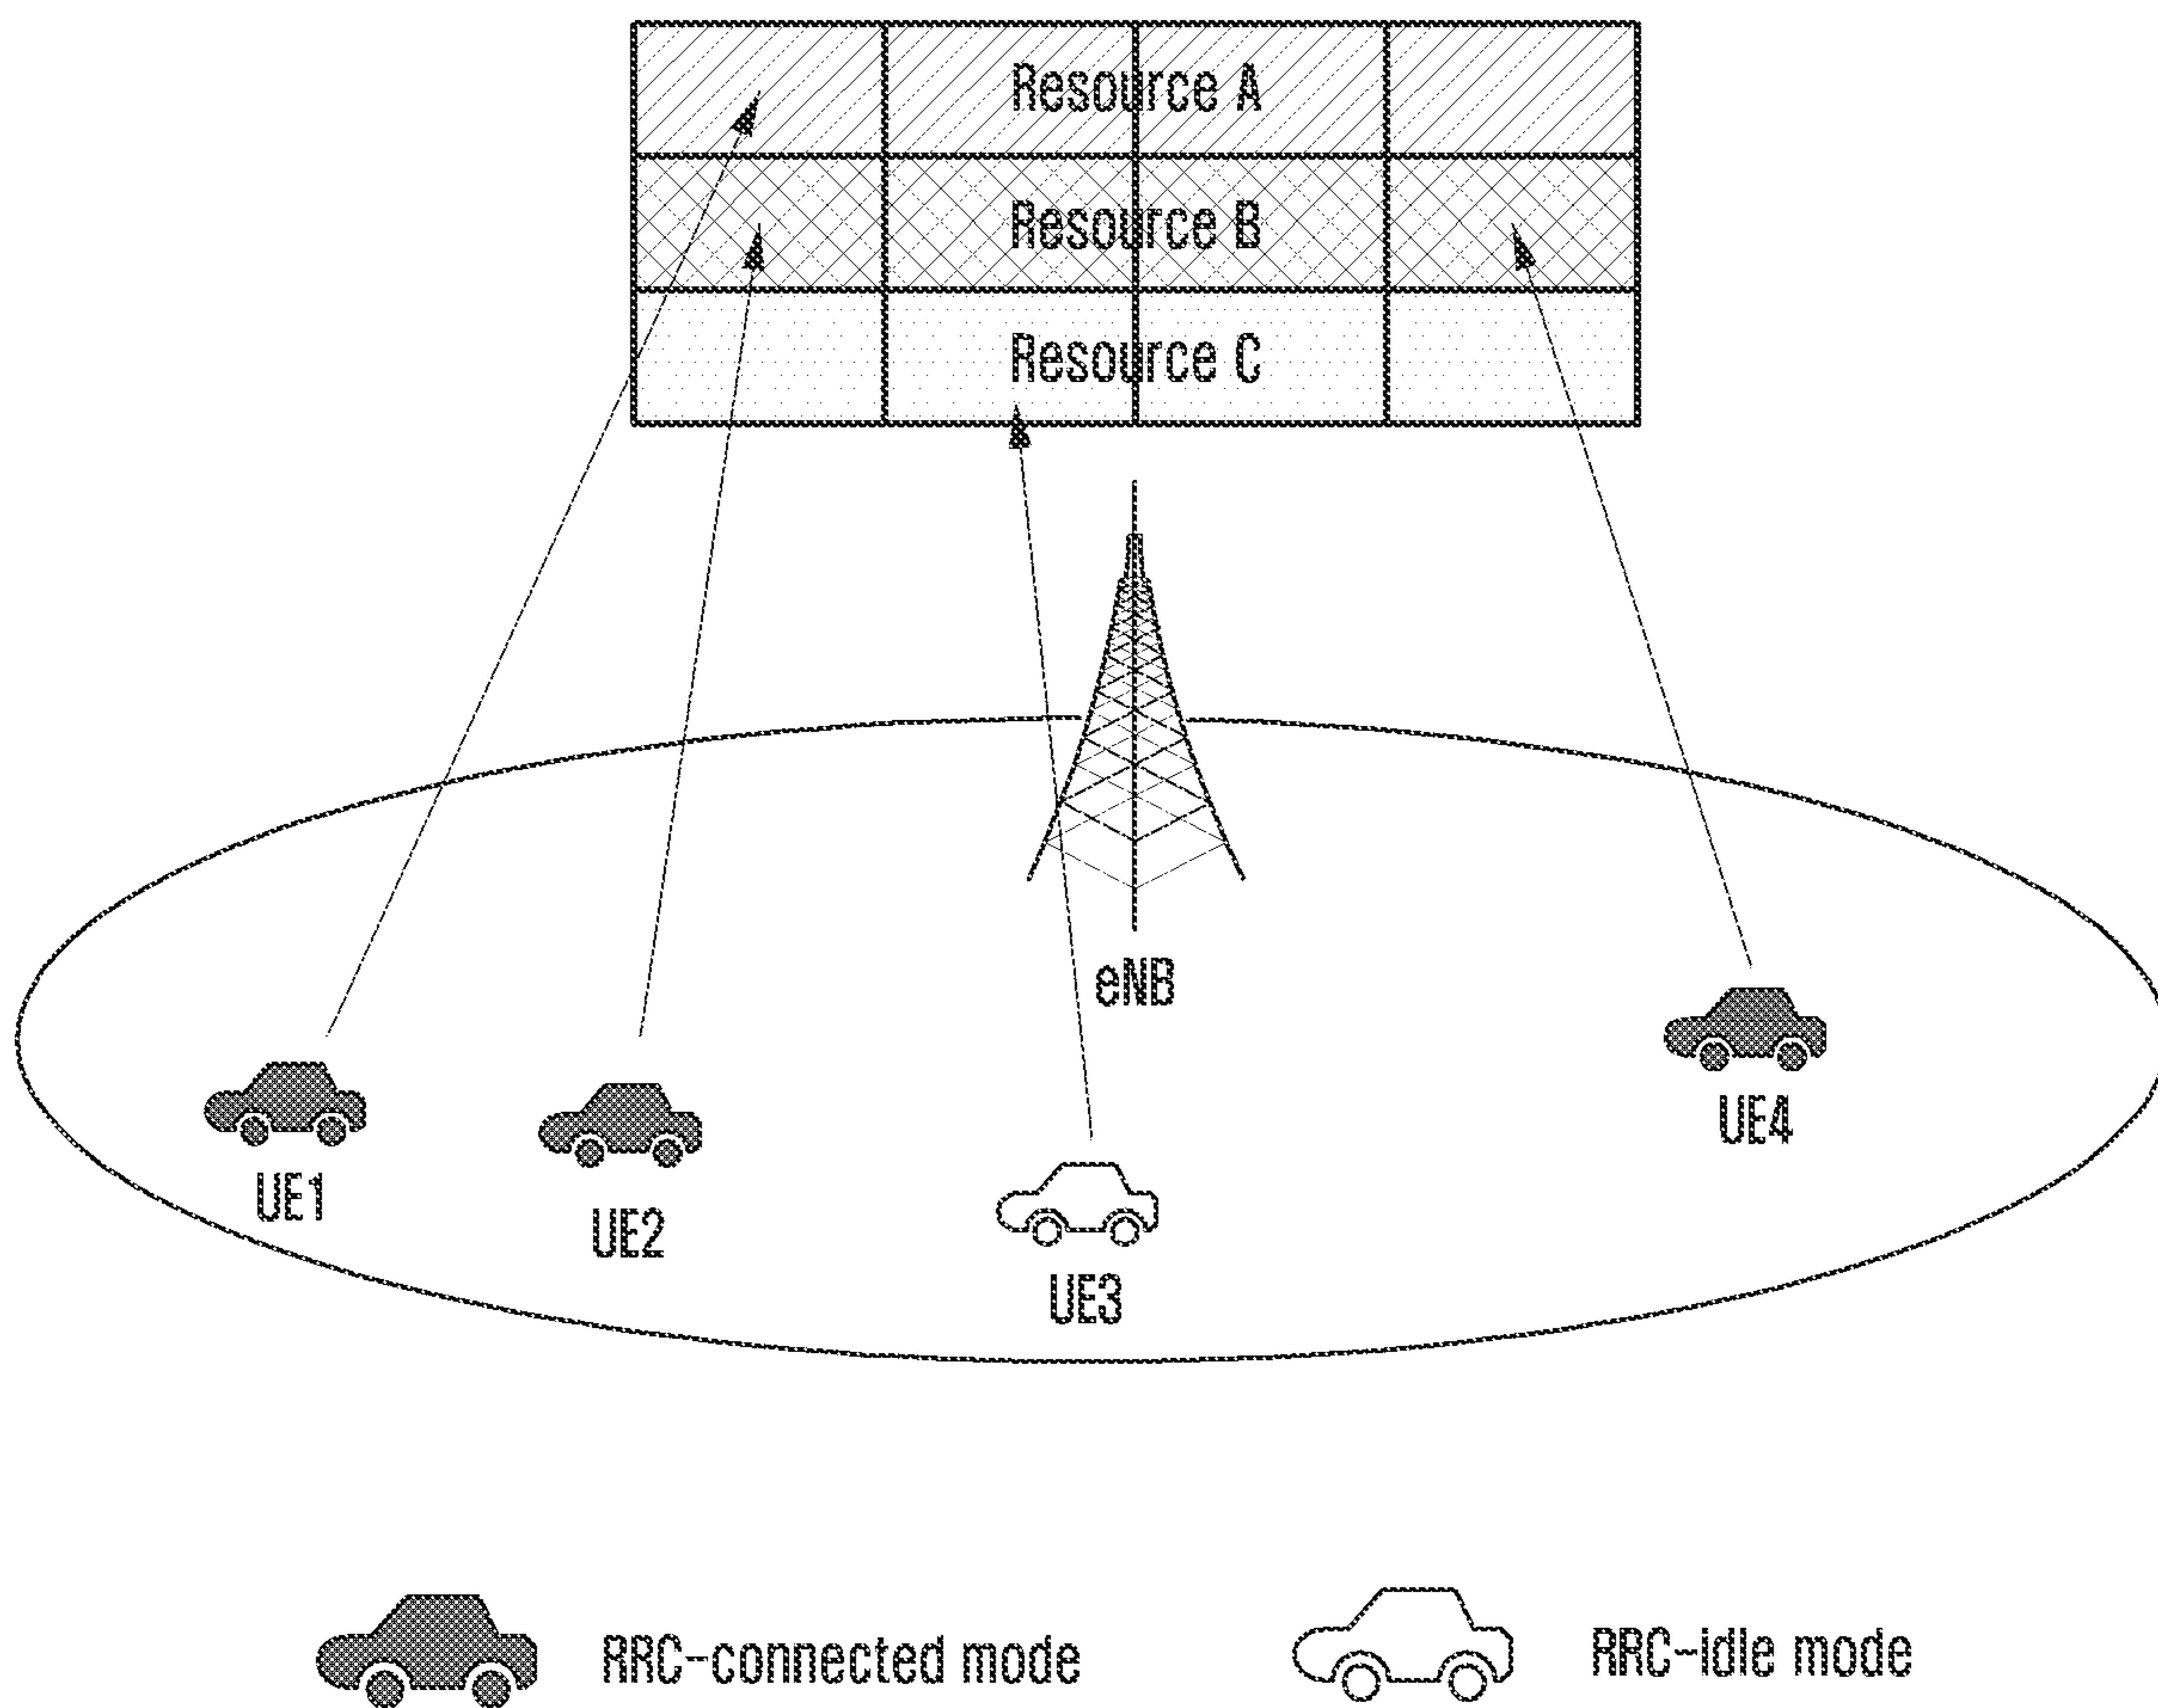 Resource A
Resource B
Resource C
eNB
UE1
UE2
UE3
UE4
RRC-connected mode
RRC-idle mode